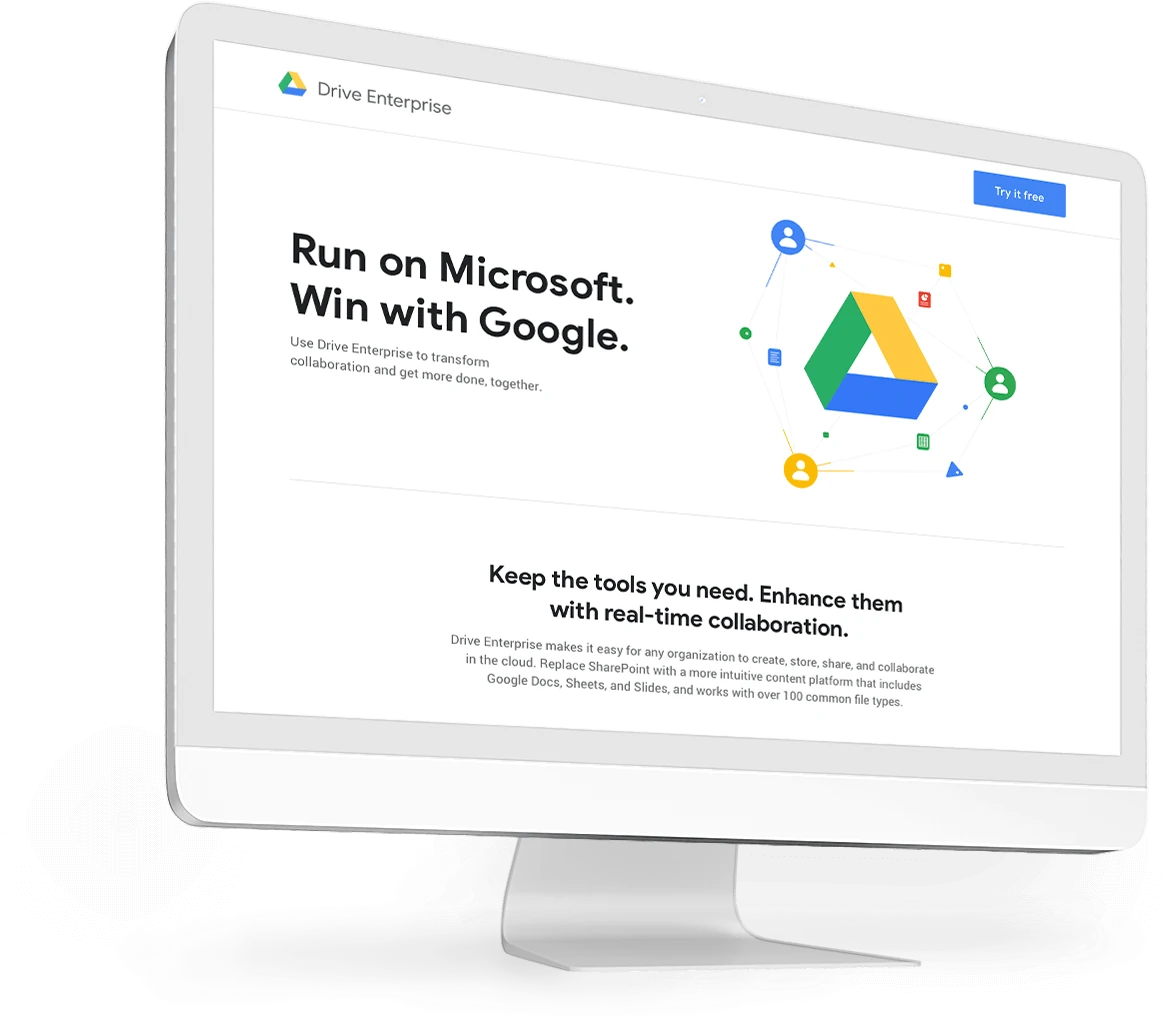 Drive Enterprise
Try it free
Run on Microsoft.
Win with Google.
Use Drive Enterprise to transform
collaboration and get more done, together.
Keep the tools you need. Enhance them
with real-time collaboration.
Drive Enterprise makes it easy for any organization to create, store, share, and collaborate
in the cloud. Replace SharePoint with a more intuitive content platform that includes
Google Docs, Sheets, and Slides, and works with over 100 common file types.